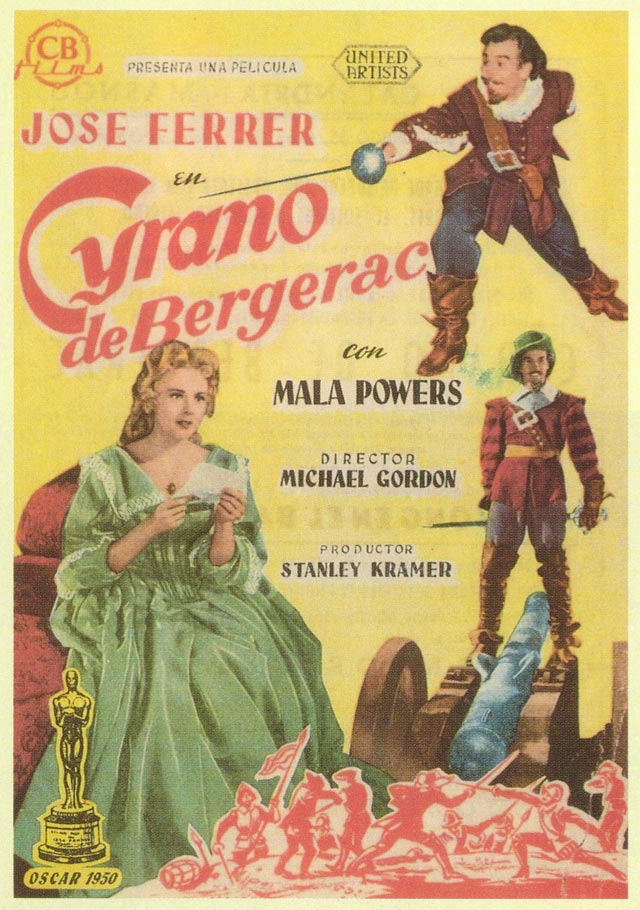 CB
films
PRESENTA UNA PELICULA
UNITED
ARTISTS
JOSE FERRER
en
Cyrano
de Bergerac
con
MALA POWERS
DIRECTOR
MICHAEL GORDON
PRODUCTOR
STANLEY KRAMER
OSCAR 1950